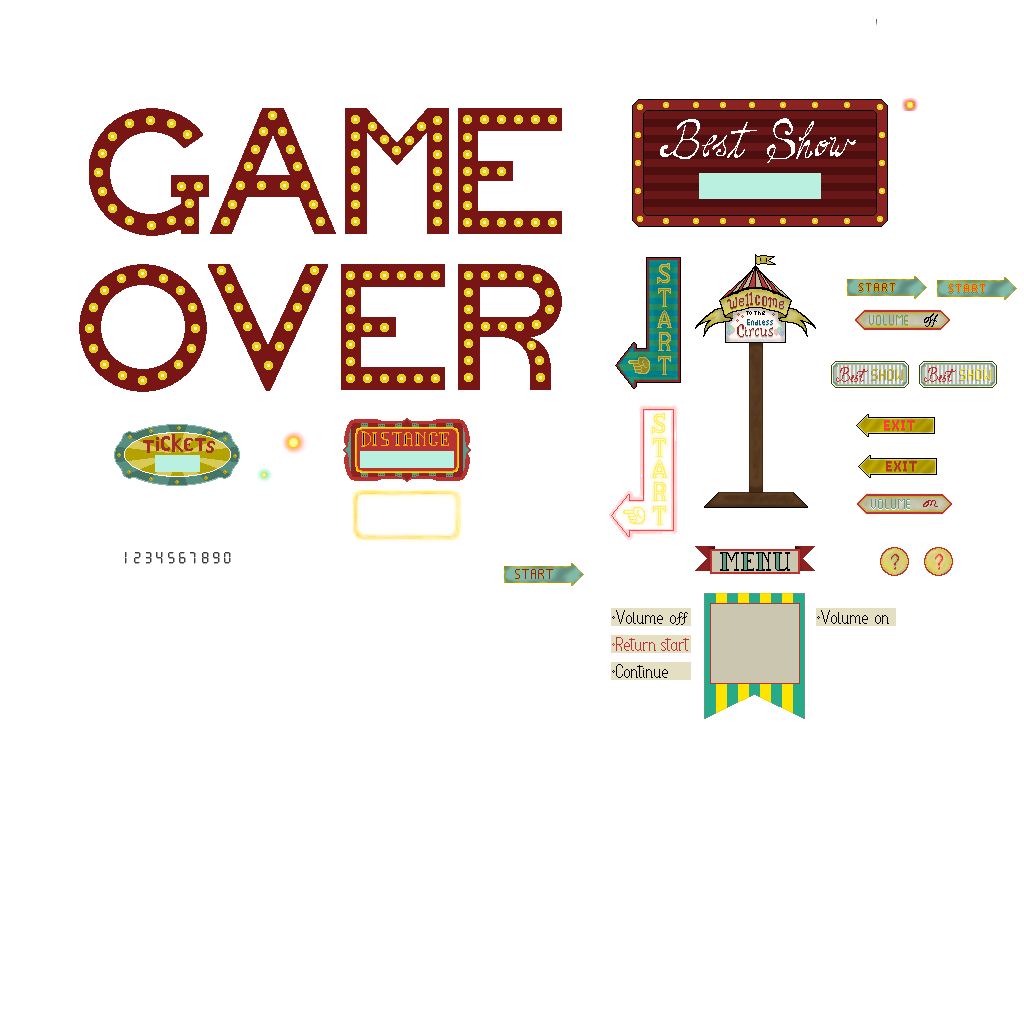 GAME
OVER
Best Show
START
Wellcome
TO THE
Endless
Circus
START
START
VOLUME off
Best SHOW
Best SHOW
EXIT
EXIT
VOLUME on
TICKETS
DISTANCE
START
1234567890
START
MENU
?
?
·Volume off
·Return start
·Continue
·Volume on